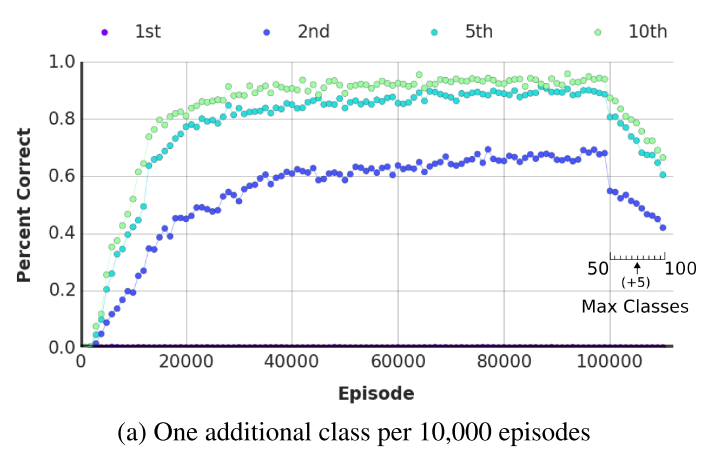 1st 2nd 5th 10th
1.0
0.8
0.6
0.4
0.2
0.0
Percent Correct
50 100
(+5)
Max Classes
0 20000 40000 60000 80000 100000
Episode
(a) One additional class per 10,000 episodes